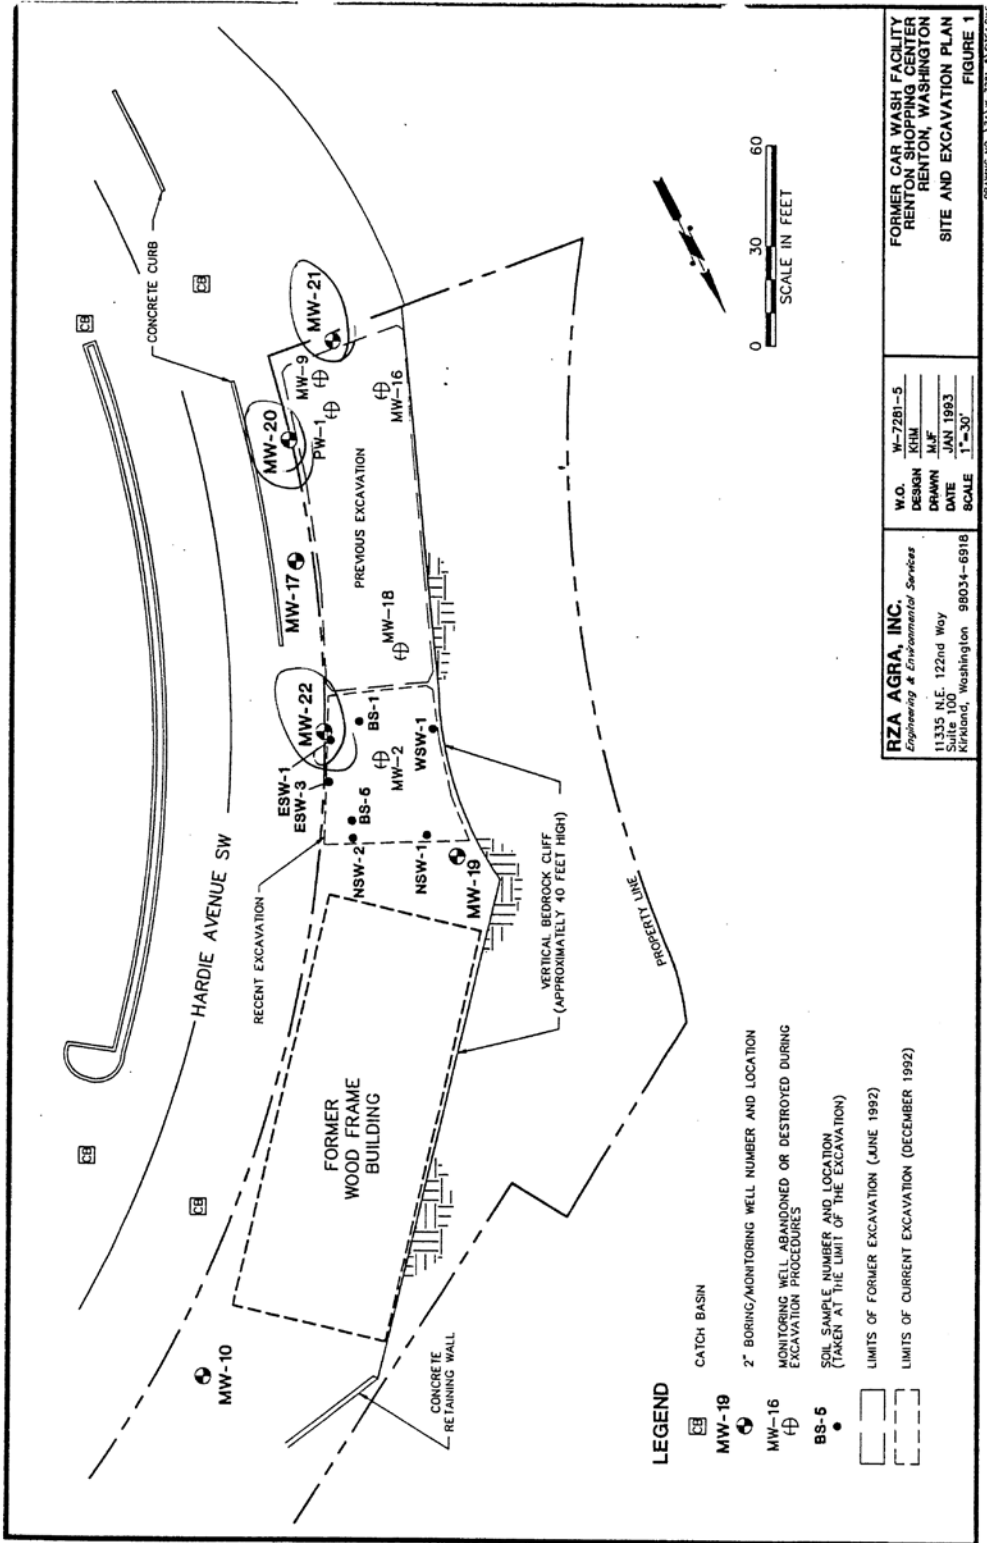 CB
CB
CONCRETE CURB
MW-21
MW-9
MW-16
MW-20
PW-1
PREVIOUS EXCAVATION
MW-17
MW-18
MW-22
BS-1
ESW-1
ESW-3
MW-2
WSW-1
BS-5
NSW-2
NSW-1
MW-19
HARDIE AVENUE SW
RECENT EXCAVATION
VERTICAL BEDROCK CLIFF
(APPROXIMATELY 40 FEET HIGH)
PROPERTY LINE
FORMER
WOOD FRAME
BUILDING
CB
CB
MW-10
CONCRETE
RETAINING WALL
0 30 60
SCALE IN FEET
LEGEND
CB CATCH BASIN
MW-19 2" BORING/MONITORING WELL NUMBER AND LOCATION
MW-16 MONITORING WELL ABANDONED OR DESTROYED DURING
EXCAVATION PROCEDURES
BS-5 SOIL SAMPLE NUMBER AND LOCATION
(TAKEN AT THE LIMIT OF THE EXCAVATION)
LIMITS OF FORMER EXCAVATION (JUNE 1992)
LIMITS OF CURRENT EXCAVATION (DECEMBER 1992)
RZA AGRA, INC.
Engineering & Environmental Services
11335 N.E. 122nd Way
Suite 100
Kirkland, Washington 98034-6918
W.O. W-7281-5
DESIGN KHM
DRAWN MJF
DATE JAN 1993
SCALE 1"=30'
FORMER CAR WASH FACILITY
RENTON SHOPPING CENTER
RENTON, WASHINGTON
SITE AND EXCAVATION PLAN
FIGURE 1